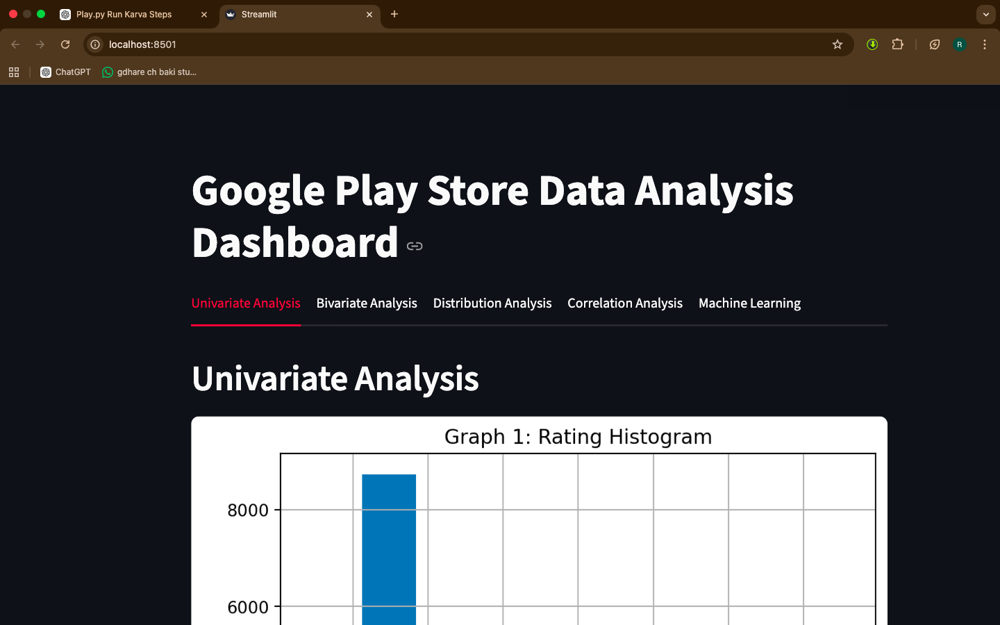 Play.py Run Karva Steps
Streamlit
localhost:8501
R
ChatGPT
gdhare ch baki stu...
Google Play Store Data Analysis
Dashboard
Univariate Analysis
Bivariate Analysis
Distribution Analysis
Correlation Analysis
Machine Learning
Univariate Analysis
Graph 1: Rating Histogram
8000
6000